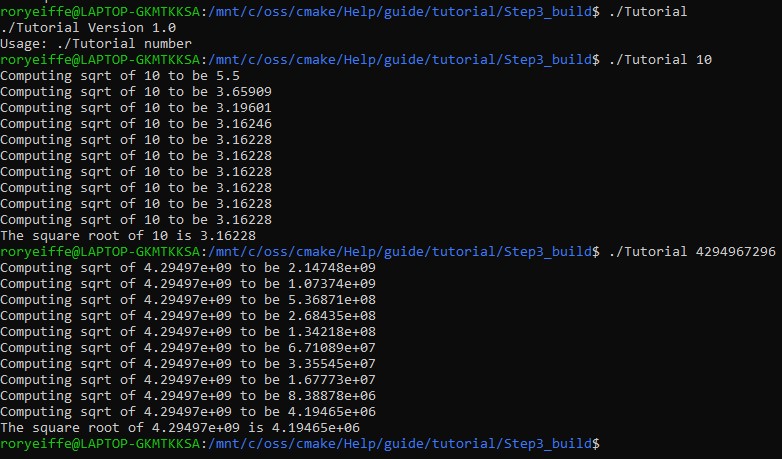 roryeiffe@LAPTOP-GKMTKKSA:/mnt/c/oss/cmake/Help/guide/tutorial/Step3_build$ ./Tutorial
./Tutorial Version 1.0
Usage: ./Tutorial number
roryeiffe@LAPTOP-GKMTKKSA:/mnt/c/oss/cmake/Help/guide/tutorial/Step3_build$ ./Tutorial 10
Computing sqrt of 10 to be 5.5
Computing sqrt of 10 to be 3.65909
Computing sqrt of 10 to be 3.19601
Computing sqrt of 10 to be 3.16246
Computing sqrt of 10 to be 3.16228
Computing sqrt of 10 to be 3.16228
Computing sqrt of 10 to be 3.16228
Computing sqrt of 10 to be 3.16228
Computing sqrt of 10 to be 3.16228
Computing sqrt of 10 to be 3.16228
The square root of 10 is 3.16228
roryeiffe@LAPTOP-GKMTKKSA:/mnt/c/oss/cmake/Help/guide/tutorial/Step3_build$ ./Tutorial 4294967296
Computing sqrt of 4.29497e+09 to be 2.14748e+09
Computing sqrt of 4.29497e+09 to be 1.07374e+09
Computing sqrt of 4.29497e+09 to be 5.36871e+08
Computing sqrt of 4.29497e+09 to be 2.68435e+08
Computing sqrt of 4.29497e+09 to be 1.34218e+08
Computing sqrt of 4.29497e+09 to be 6.71089e+07
Computing sqrt of 4.29497e+09 to be 3.35545e+07
Computing sqrt of 4.29497e+09 to be 1.67773e+07
Computing sqrt of 4.29497e+09 to be 8.38878e+06
Computing sqrt of 4.29497e+09 to be 4.19465e+06
The square root of 4.29497e+09 is 4.19465e+06
roryeiffe@LAPTOP-GKMTKKSA:/mnt/c/oss/cmake/Help/guide/tutorial/Step3_build$